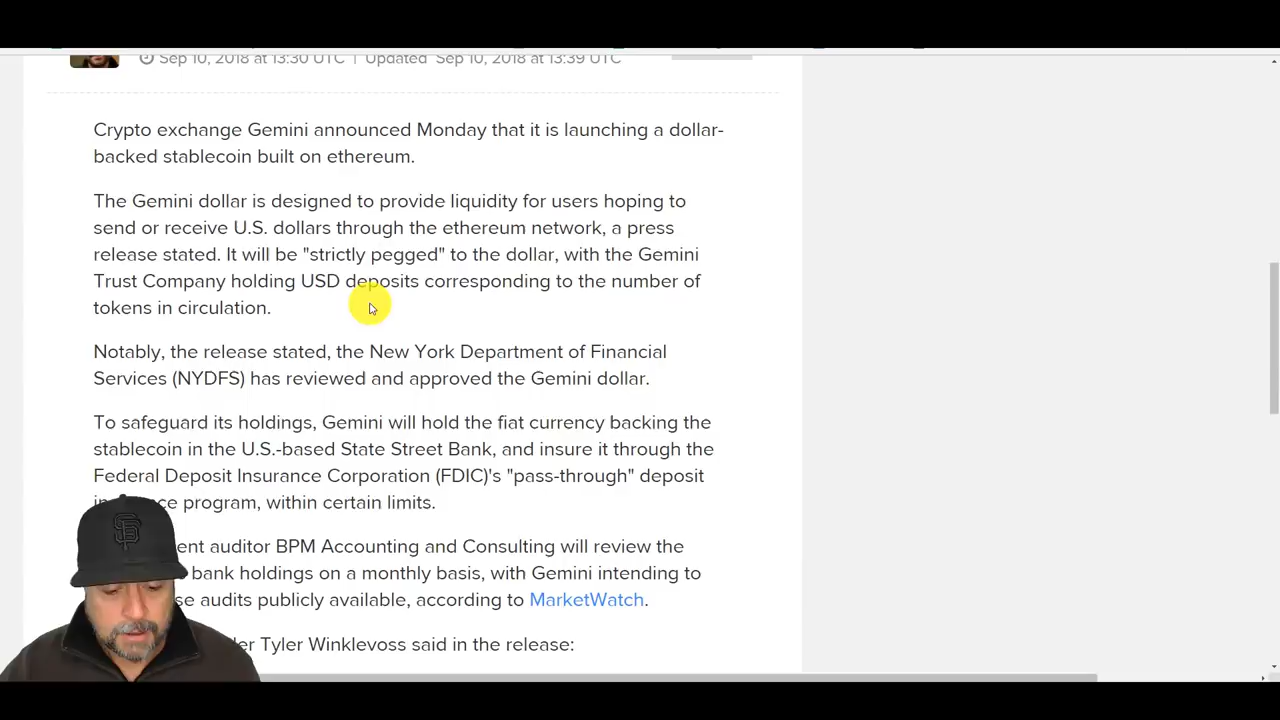 Sep 10, 2018 at 13:30 UTC | Updated Sep 10, 2018 at 13:39 UTC
Crypto exchange Gemini announced Monday that it is launching a dollar-
backed stablecoin built on ethereum.
The Gemini dollar is designed to provide liquidity for users hoping to
send or receive U.S. dollars through the ethereum network, a press
release stated. It will be "strictly pegged" to the dollar, with the Gemini
Trust Company holding USD deposits corresponding to the number of
tokens in circulation.
Notably, the release stated, the New York Department of Financial
Services (NYDFS) has reviewed and approved the Gemini dollar.
To safeguard its holdings, Gemini will hold the fiat currency backing the
stablecoin in the U.S.-based State Street Bank, and insure it through the
Federal Deposit Insurance Corporation (FDIC)'s "pass-through" deposit
program, within certain limits.
auditor BPM Accounting and Consulting will review the
bank holdings on a monthly basis, with Gemini intending to
audits publicly available, according to MarketWatch.
Tyler Winklevoss said in the release:
SF